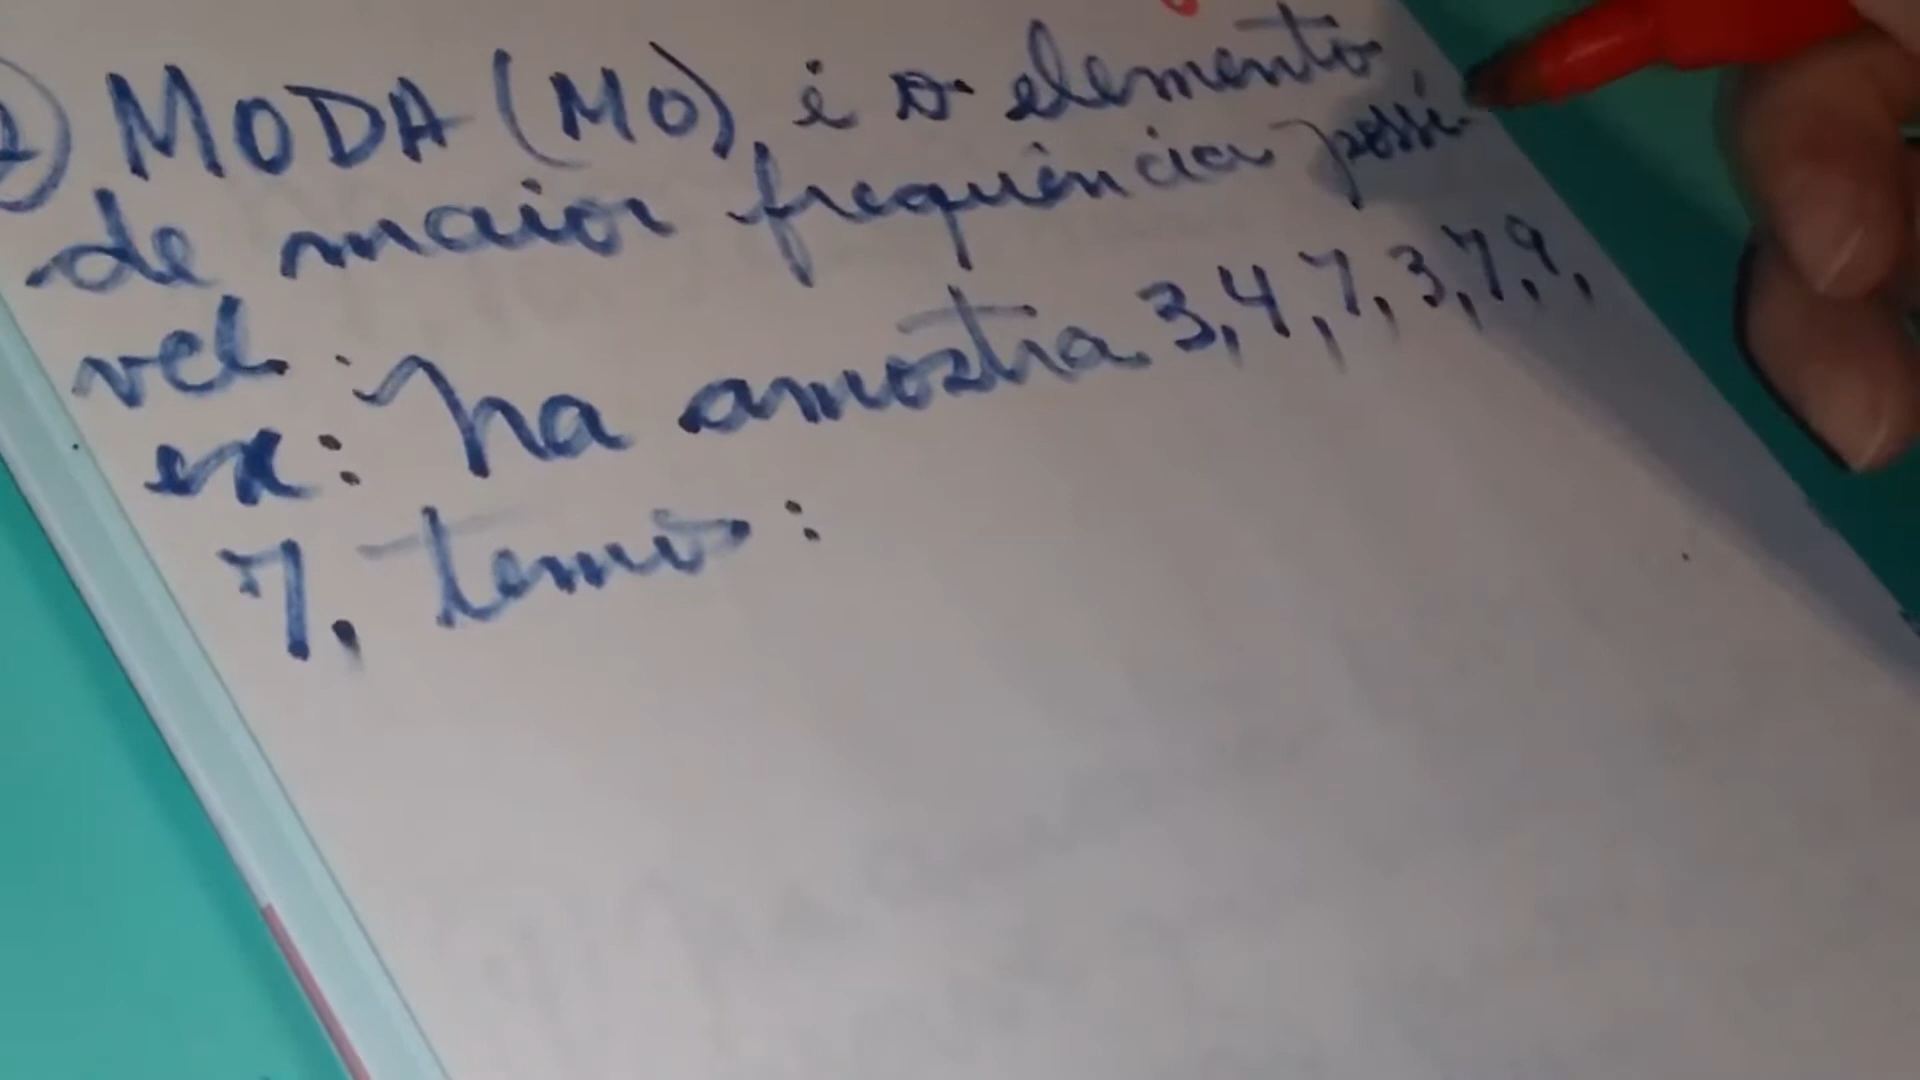 2) MODA (MO), é o elemento
de maior frequência possí-
vel.
ex: na amostra 3,4,7,3,7,9,
7, temos: